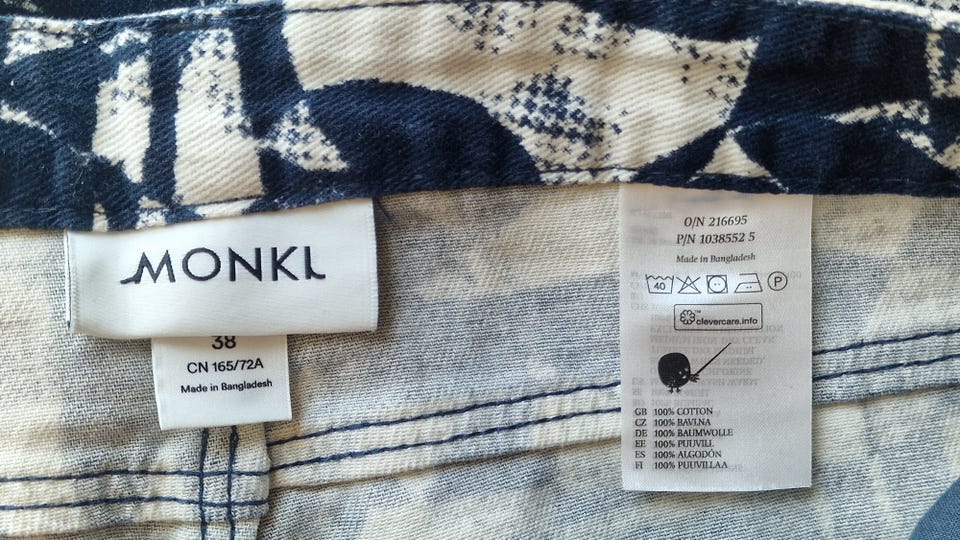 MONKI
38
CN 165/72A
Made in Bangladesh
O/N 216695
P/N 1038552 5
Made in Bangladesh
40 P
clevercare.info
GB 100% COTTON
CZ 100% BAVLNA
DE 100% BAUMWOLLE
EE 100% PUUVILL
ES 100% ALGODÓN
FI 100% PUUVILLAA